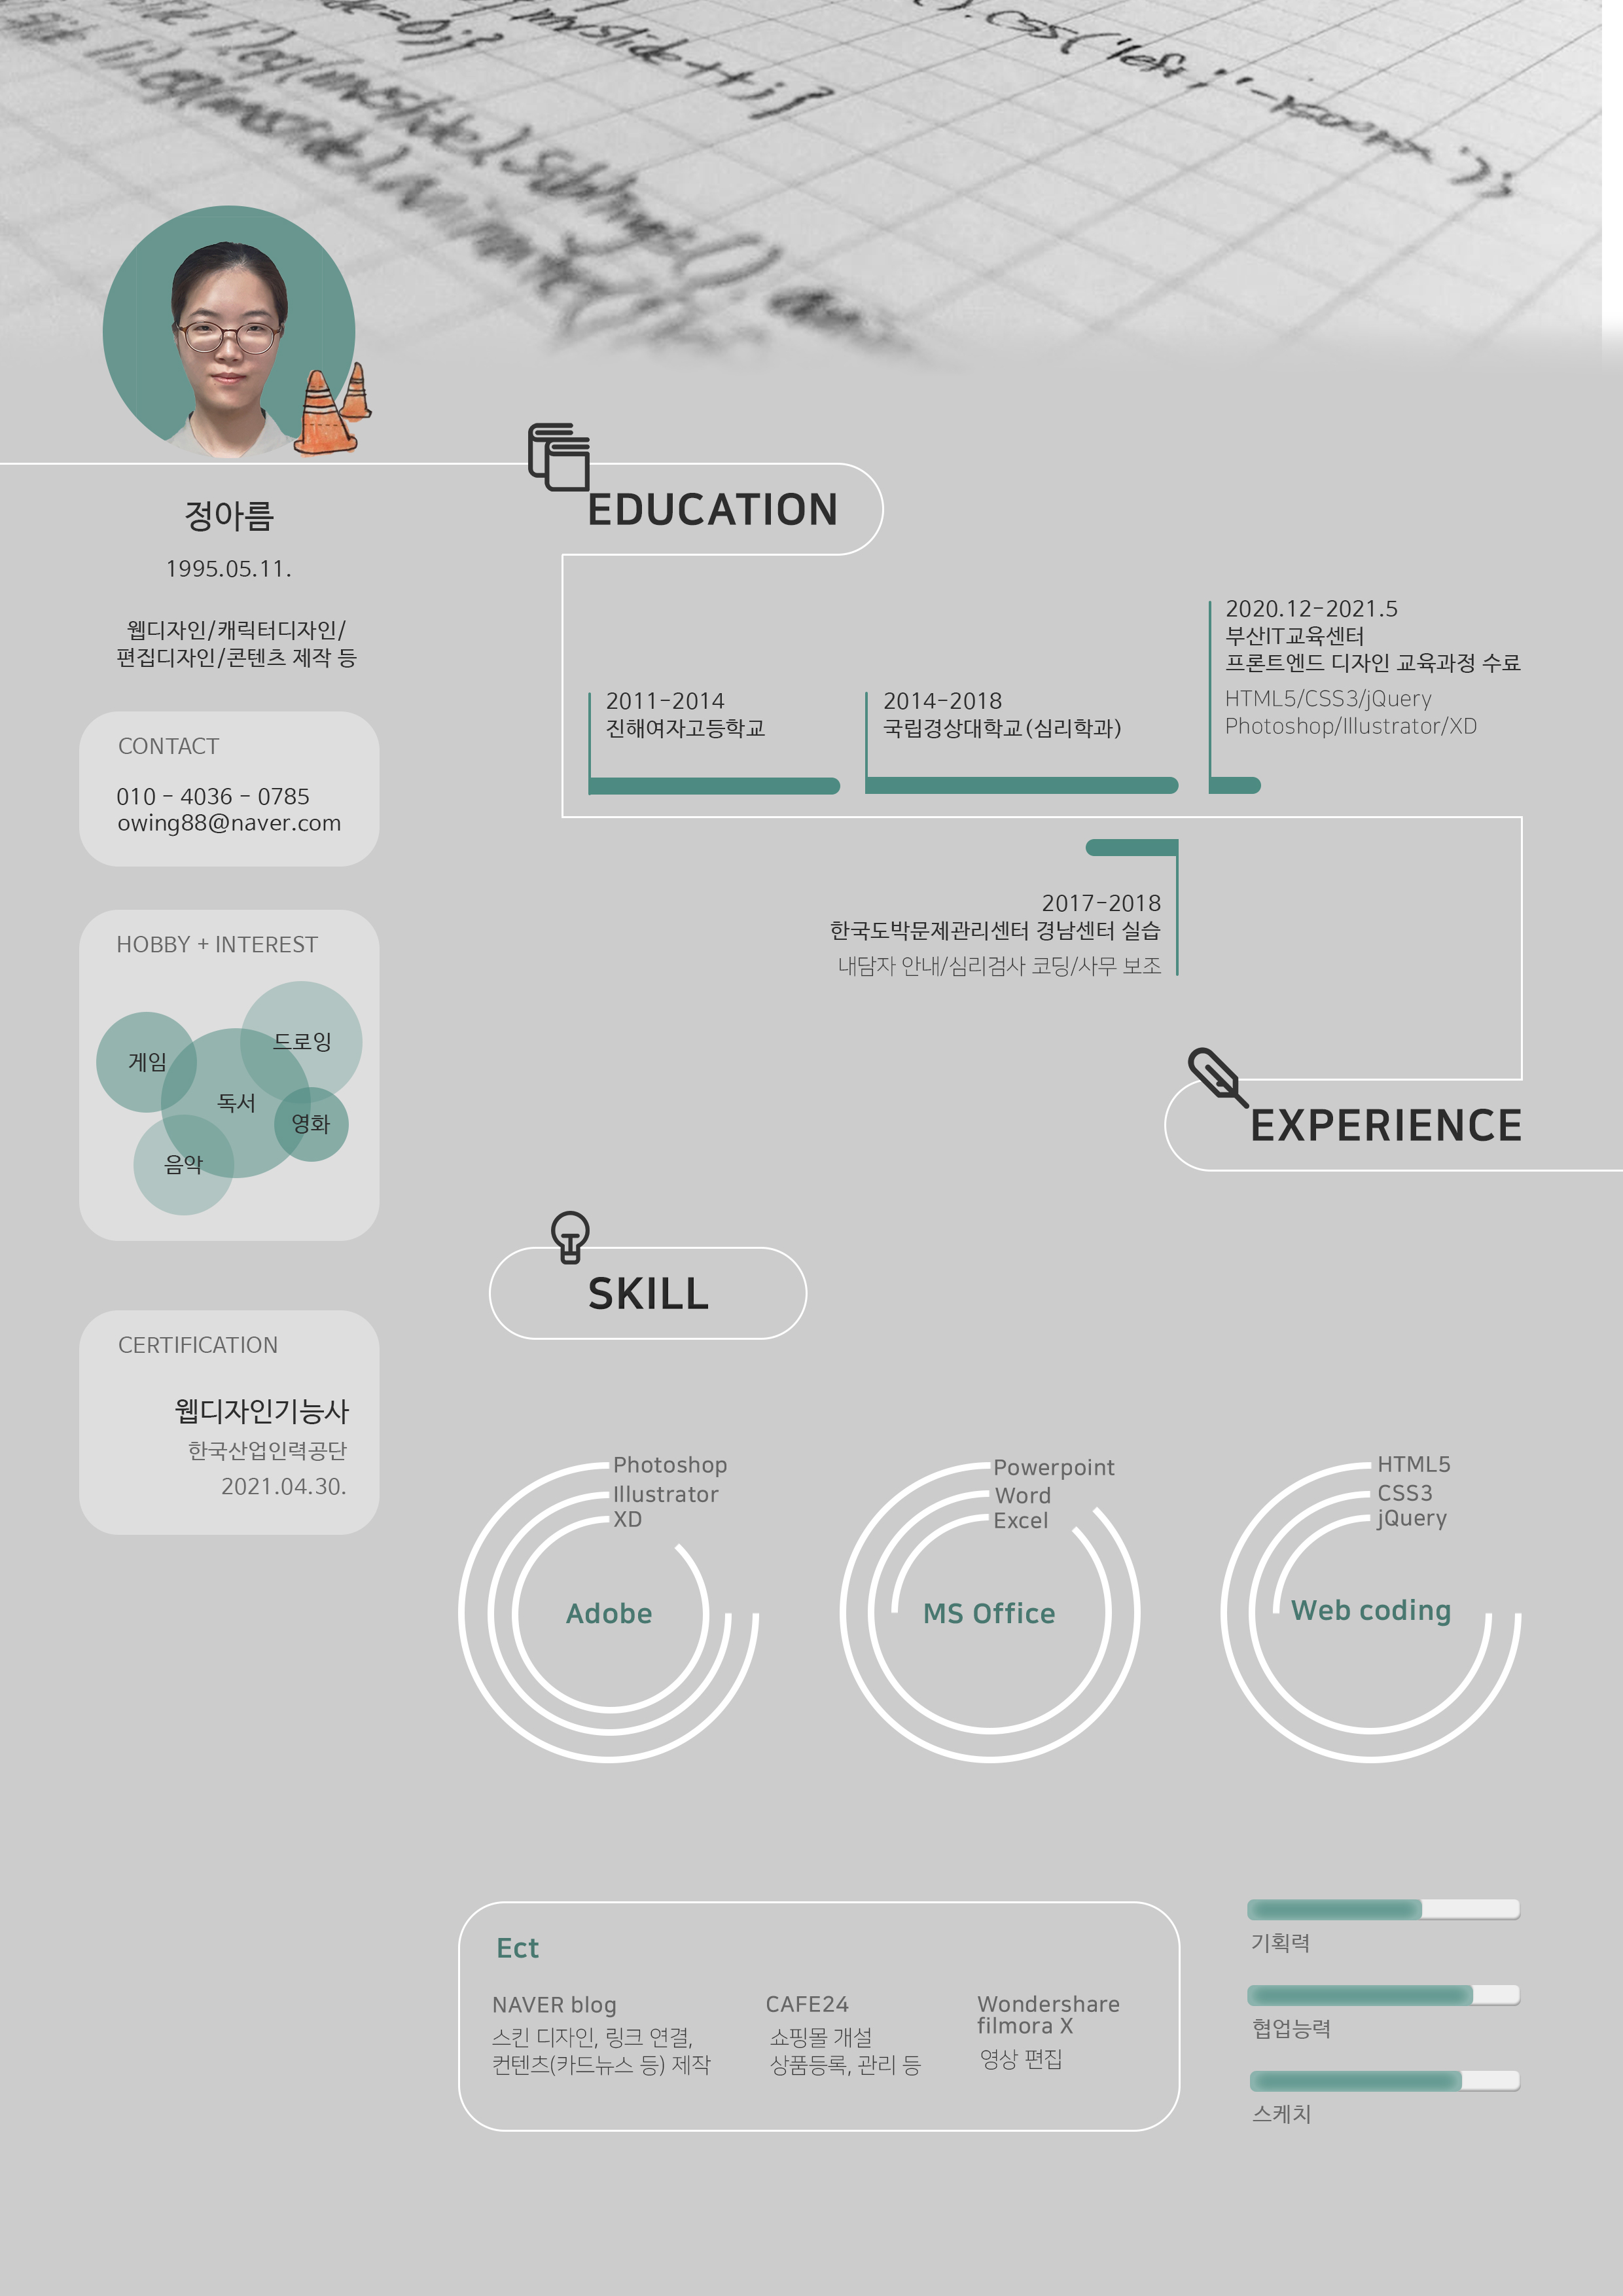 정아름
1995.05.11.
웹디자인/캐릭터디자인/
편집디자인/콘텐츠 제작 등
CONTACT
010 - 4036 - 0785
owing88@naver.com
HOBBY + INTEREST
게임
드로잉
독서
영화
음악
CERTIFICATION
웹디자인기능사
한국산업인력공단
2021.04.30.
EDUCATION
2011-2014
진해여자고등학교
2014-2018
국립경상대학교(심리학과)
2020.12-2021.5
부산IT교육센터
프론트엔드 디자인 교육과정 수료
HTML5/CSS3/jQuery
Photoshop/Illustrator/XD
2017-2018
한국도박문제관리센터 경남센터 실습
내담자 안내/심리검사 코딩/사무 보조
EXPERIENCE
SKILL
Photoshop
Illustrator
XD
Adobe
Powerpoint
Word
Excel
MS Office
HTML5
CSS3
jQuery
Web coding
Ect
NAVER blog
스킨 디자인, 링크 연결,
컨텐츠(카드뉴스 등) 제작
CAFE24
쇼핑몰 개설
상품등록, 관리 등
Wondershare
filmora X
영상 편집
기획력
협업능력
스케치